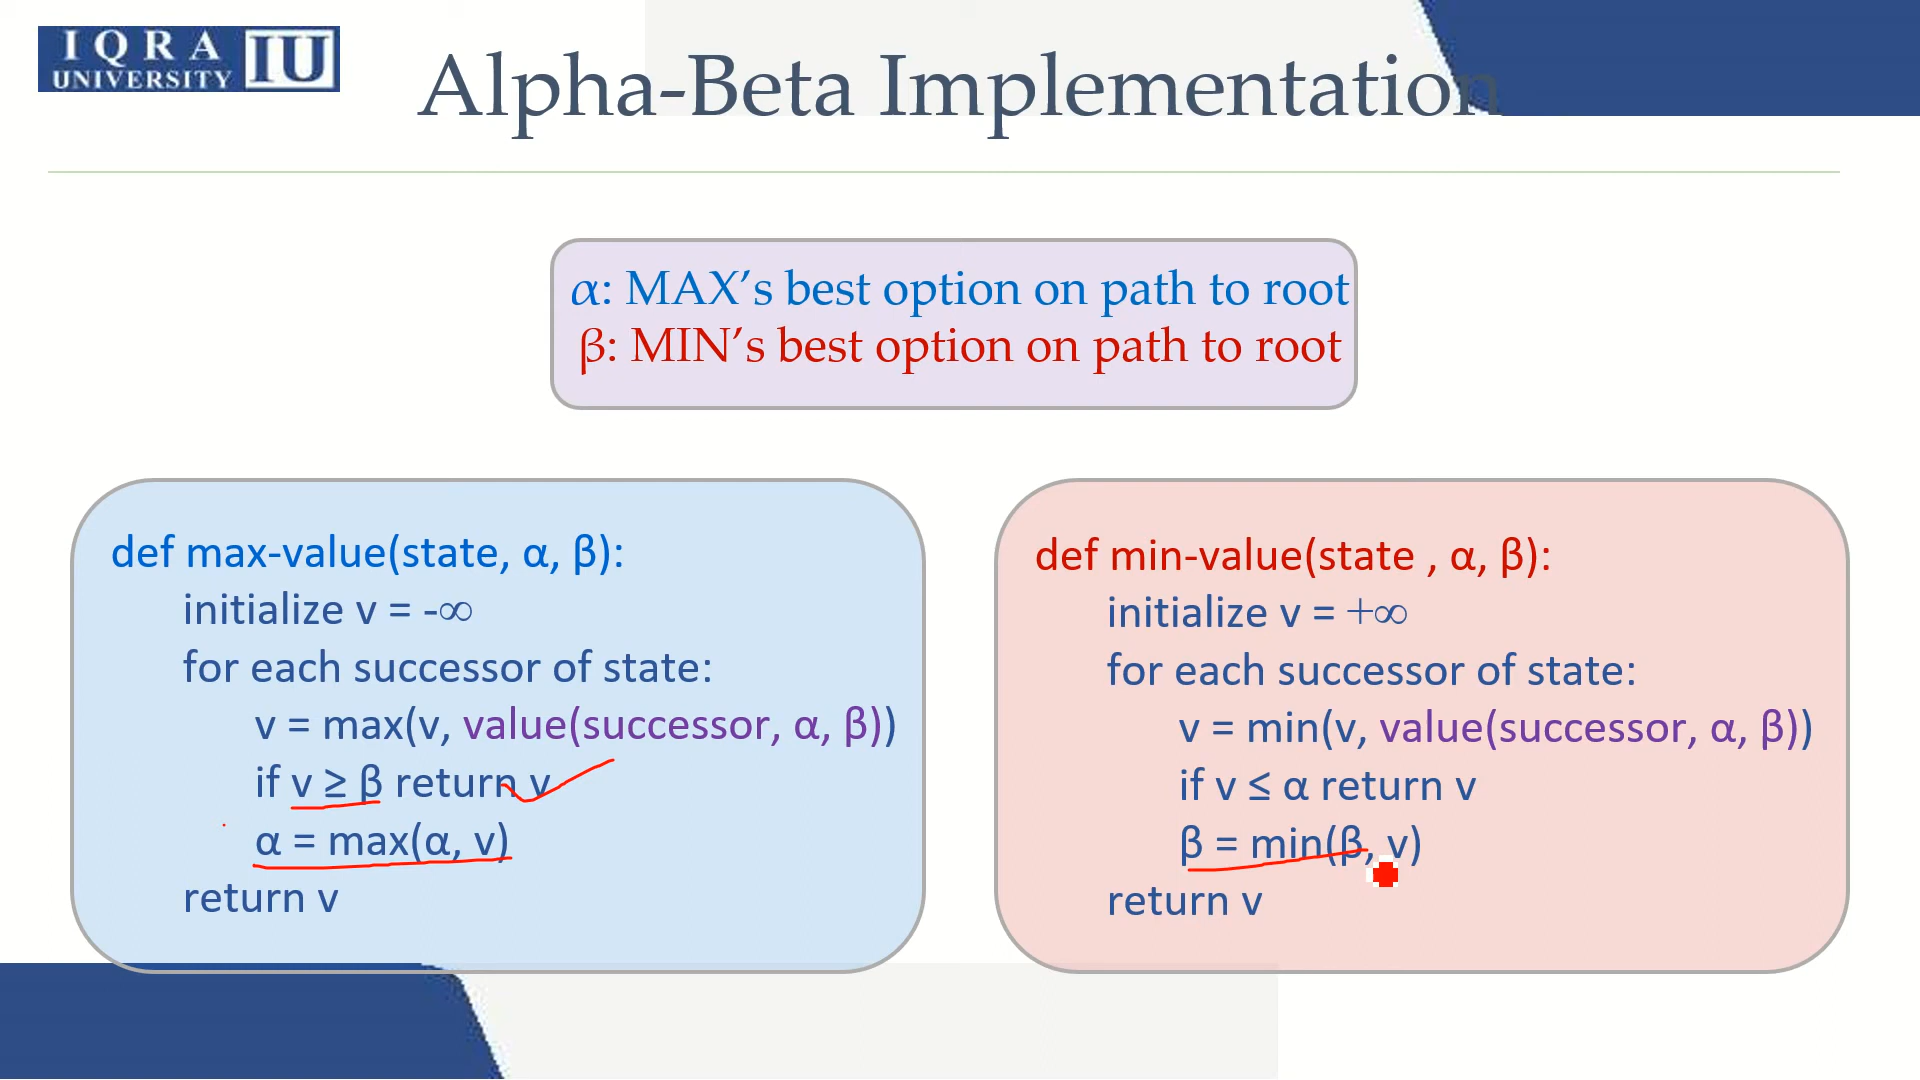 IQRA
UNIVERSITY
IU
Alpha-Beta Implementation
α: MAX’s best option on path to root
β: MIN’s best option on path to root
def max-value(state, α, β):
initialize v = -∞
for each successor of state:
v = max(v, value(successor, α, β))
if v ≥ β return v
α = max(α, v)
return v
def min-value(state , α, β):
initialize v = +∞
for each successor of state:
v = min(v, value(successor, α, β))
if v ≤ α return v
β = min(β, v)
return v